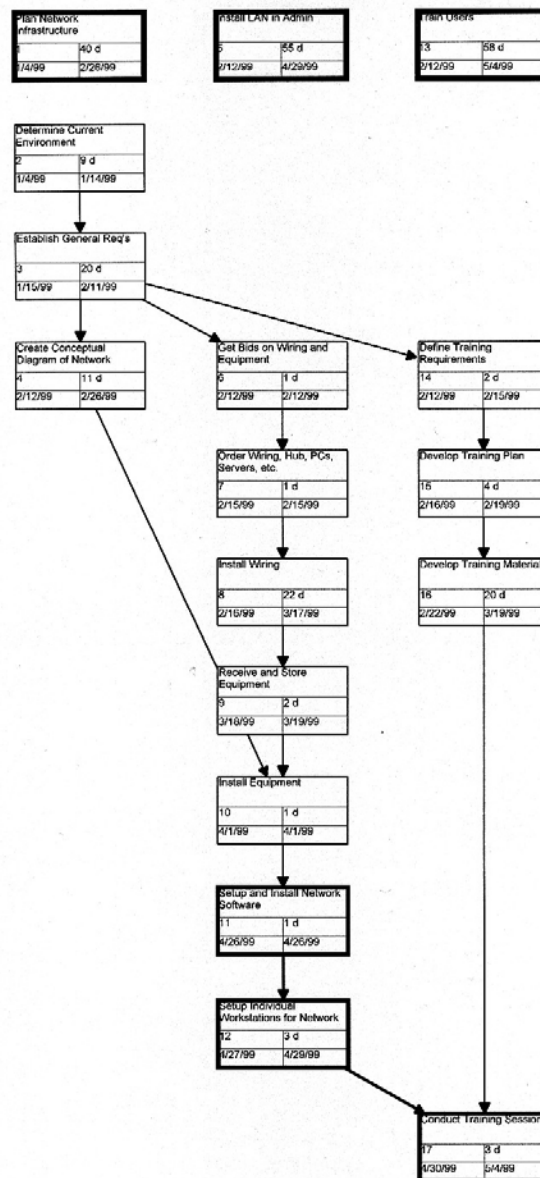 Plan Network
Infrastructure
1 40 d
1/4/99 2/26/99
Install LAN in Admin
5 55 d
2/12/99 4/29/99
Train Users
13 58 d
2/12/99 5/4/99
Determine Current
Environment
2 9 d
1/4/99 1/14/99
Establish General Req's
3 20 d
1/15/99 2/11/99
Create Conceptual
Diagram of Network
4 11 d
2/12/99 2/26/99
Get Bids on Wiring and
Equipment
6 1 d
2/12/99 2/12/99
Define Training
Requirements
14 2 d
2/12/99 2/15/99
Order Wiring, Hub, PCs,
Servers, etc.
7 1 d
2/15/99 2/15/99
Develop Training Plan
15 4 d
2/16/99 2/19/99
Install Wiring
8 22 d
2/16/99 3/17/99
Develop Training Material
16 20 d
2/22/99 3/19/99
Receive and Store
Equipment
9 2 d
3/18/99 3/19/99
Install Equipment
10 1 d
4/1/99 4/1/99
Setup and Install Network
Software
11 1 d
4/26/99 4/26/99
Setup Individual
Workstations for Network
12 3 d
4/27/99 4/29/99
Conduct Training Session
17 3 d
4/30/99 5/4/99